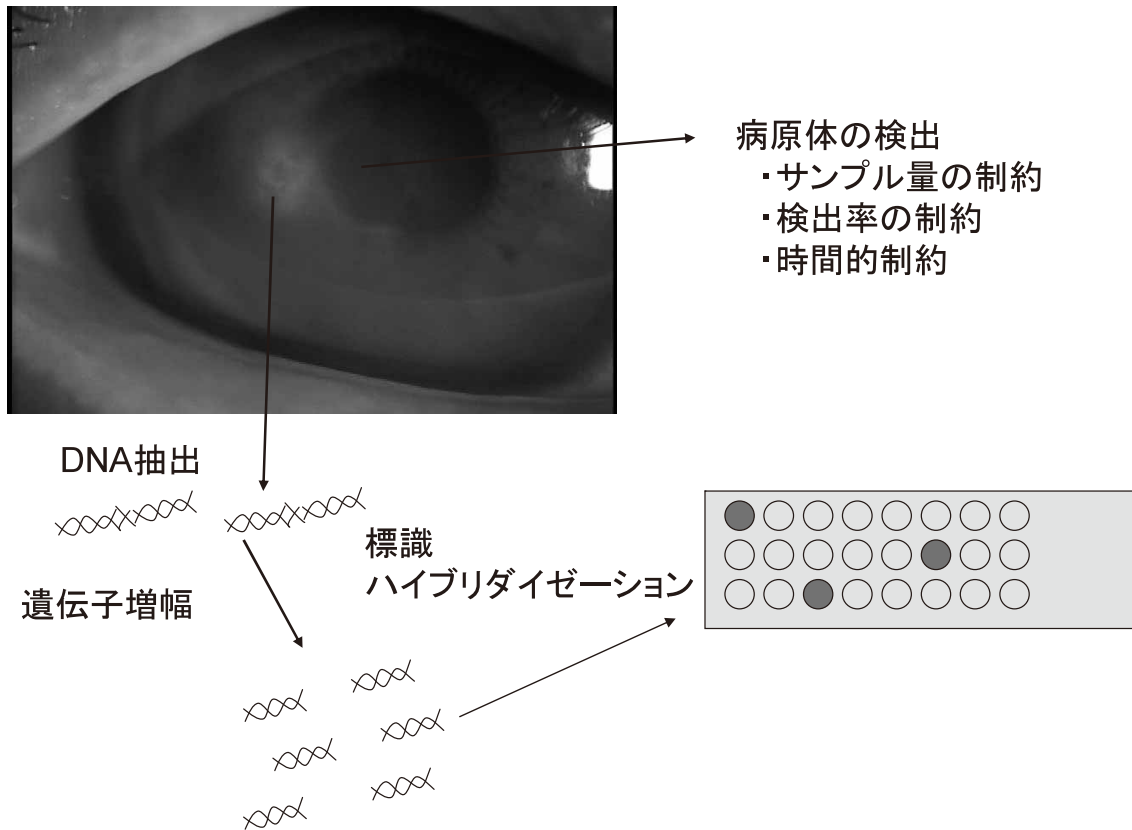 病原体の検出
・サンプル量の制約
・検出率の制約
・時間的制約
DNA抽出
標識
ハイブリダイゼーション
遺伝子増幅